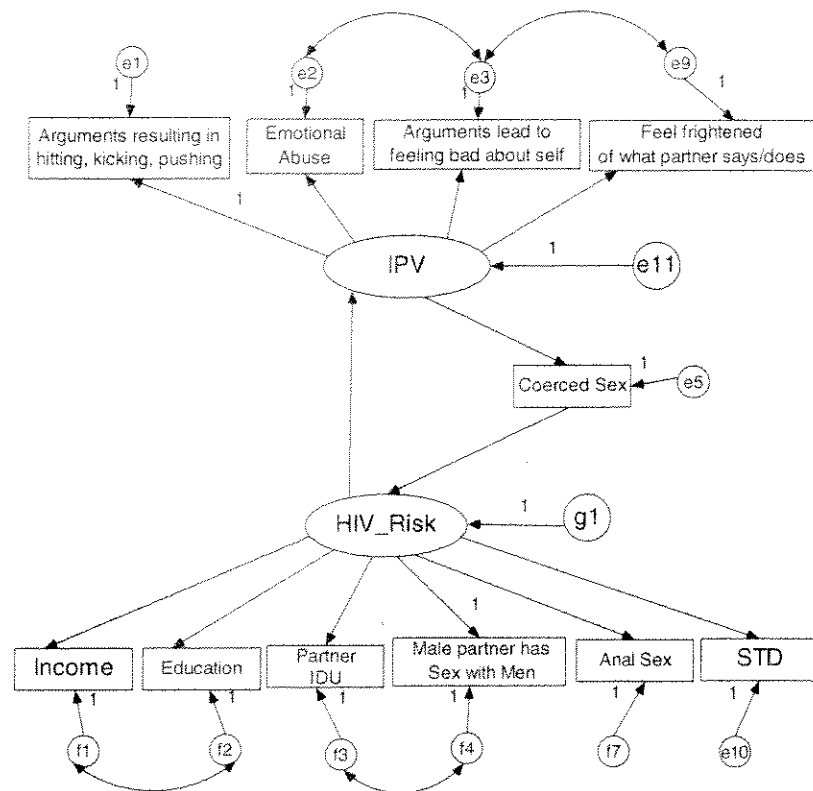 e1
e2
e3
e9
1
1
1
1
Arguments resulting in
hitting, kicking, pushing
Emotional
Abuse
Arguments lead to
feeling bad about self
Feel frightened
of what partner says/does
1
IPV
1
e11
Coerced Sex
1
e5
HIV_Risk
1
g1
1
Income
Education
Partner
IDU
Male partner has
Sex with Men
Anal Sex
STD
1
1
1
1
1
1
f1
f2
f3
f4
f7
e10